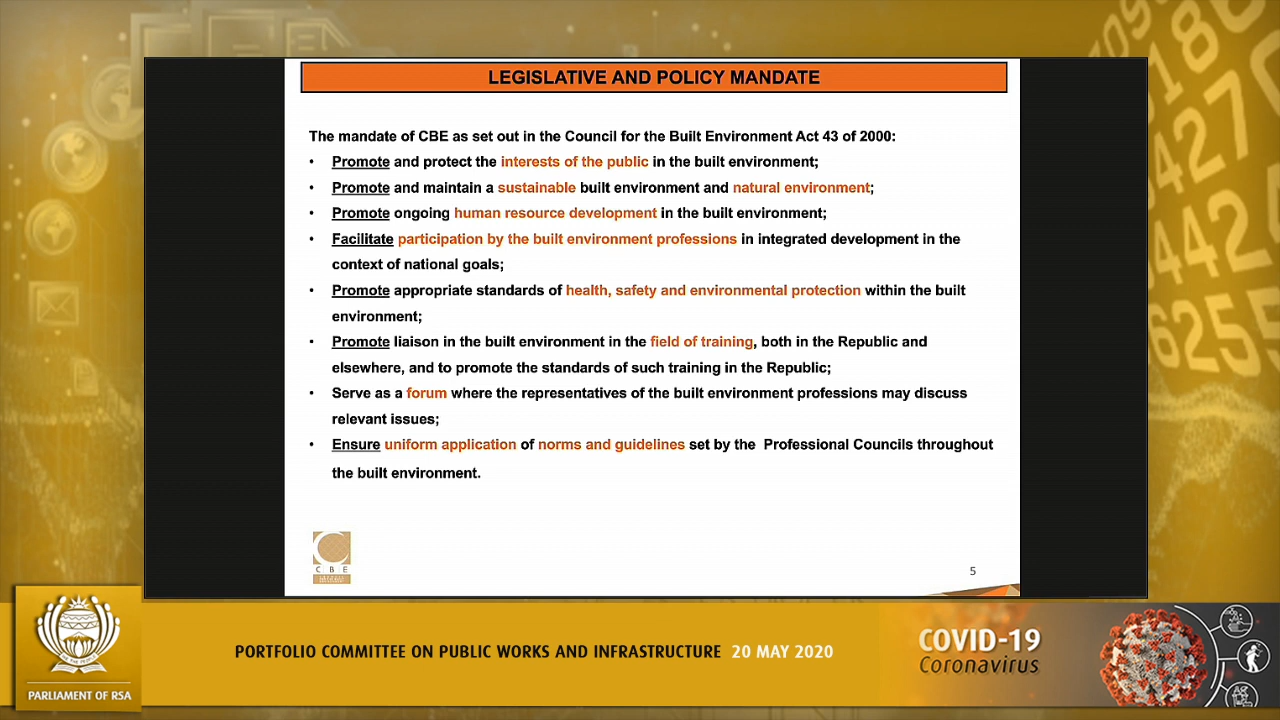 LEGISLATIVE AND POLICY MANDATE
The mandate of CBE as set out in the Council for the Built Environment Act 43 of 2000:
• Promote and protect the interests of the public in the built environment;
• Promote and maintain a sustainable built environment and natural environment;
• Promote ongoing human resource development in the built environment;
• Facilitate participation by the built environment professions in integrated development in the
context of national goals;
• Promote appropriate standards of health, safety and environmental protection within the built
environment;
• Promote liaison in the built environment in the field of training, both in the Republic and
elsewhere, and to promote the standards of such training in the Republic;
• Serve as a forum where the representatives of the built environment professions may discuss
relevant issues;
• Ensure uniform application of norms and guidelines set by the Professional Councils throughout
the built environment.
C B E
5
PARLIAMENT OF RSA
PORTFOLIO COMMITTEE ON PUBLIC WORKS AND INFRASTRUCTURE 20 MAY 2020
COVID-19
Coronavirus